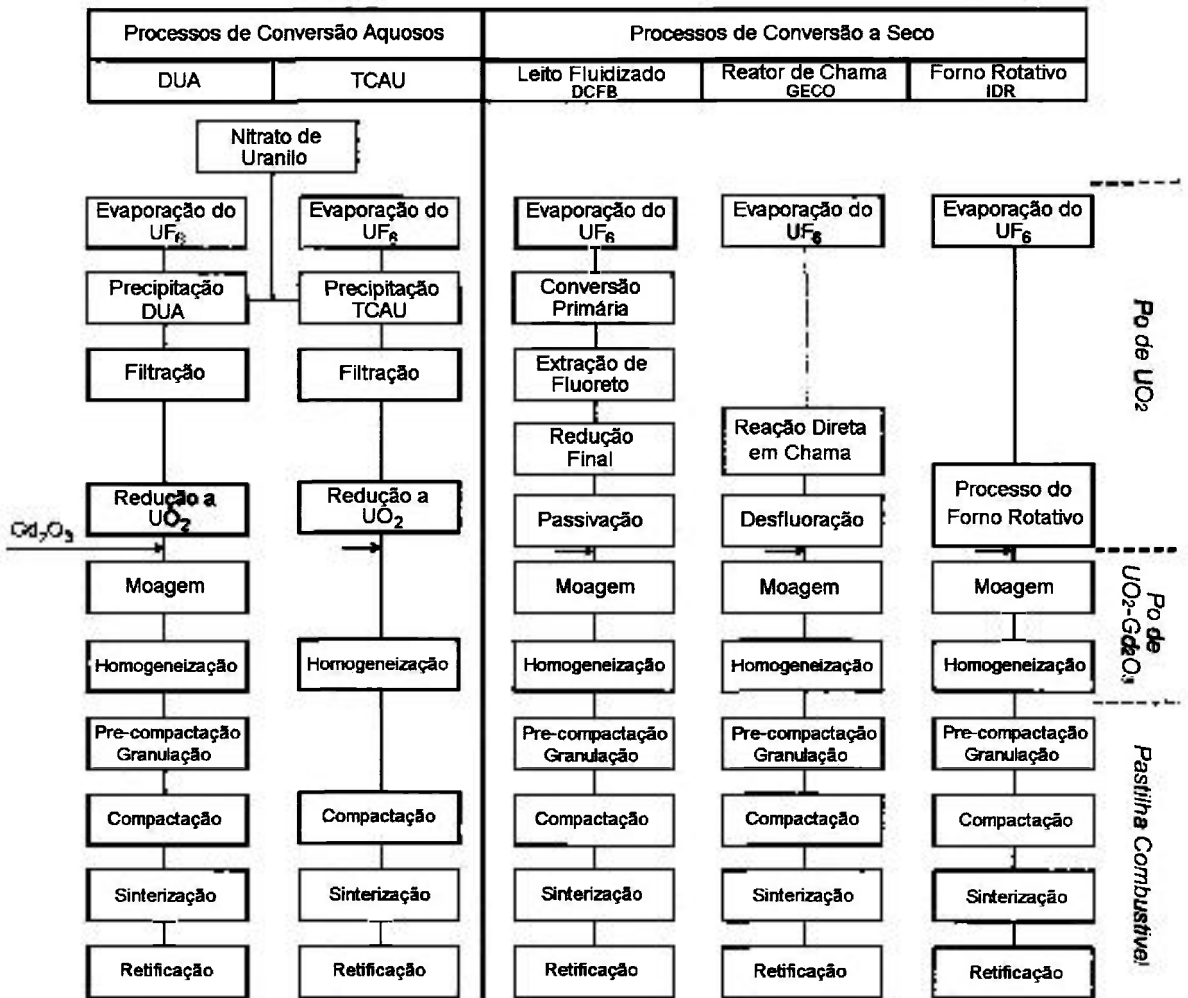 Processos de Conversão Aquosos
Processos de Conversão a Seco
DUA
TCAU
Leito Fluidizado
DCFB
Reator de Chama
GECO
Forno Rotativo
IDR
Nitrato de
Uranilo
Evaporação do
UF₆
Precipitação
DUA
Filtração
Redução a
UO₂
Gd₂O₃
Moagem
Homogeneização
Pre-compactação
Granulação
Compactação
Sinterização
Retificação
Evaporação do
UF₆
Precipitação
TCAU
Filtração
Redução a
UO₂
Homogeneização
Compactação
Sinterização
Retificação
Evaporação do
UF₆
Conversão
Primária
Extração de
Fluoreto
Redução
Final
Passivação
Moagem
Homogeneização
Pre-compactação
Granulação
Compactação
Sinterização
Retificação
Evaporação do
UF₆
Reação Direta
em Chama
Desfluoração
Moagem
Homogeneização
Pre-compactação
Granulação
Compactação
Sinterização
Retificação
Evaporação do
UF₆
Processo do
Forno Rotativo
Moagem
Homogeneização
Pre-compactação
Granulação
Compactação
Sinterização
Retificação
Po de UO₂
Po de
UO₂-Gd₂O₃
Pastilha Combustivel